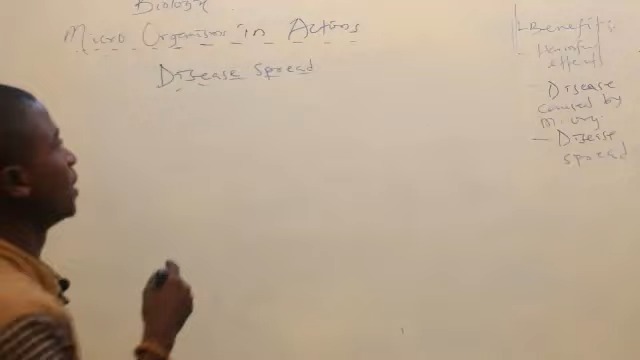 Biology
Micro Organism in Actions
Disease Spread
- Benefits
- Harmful
effect
- Disease
caused by
M. org.
- Disease
spread